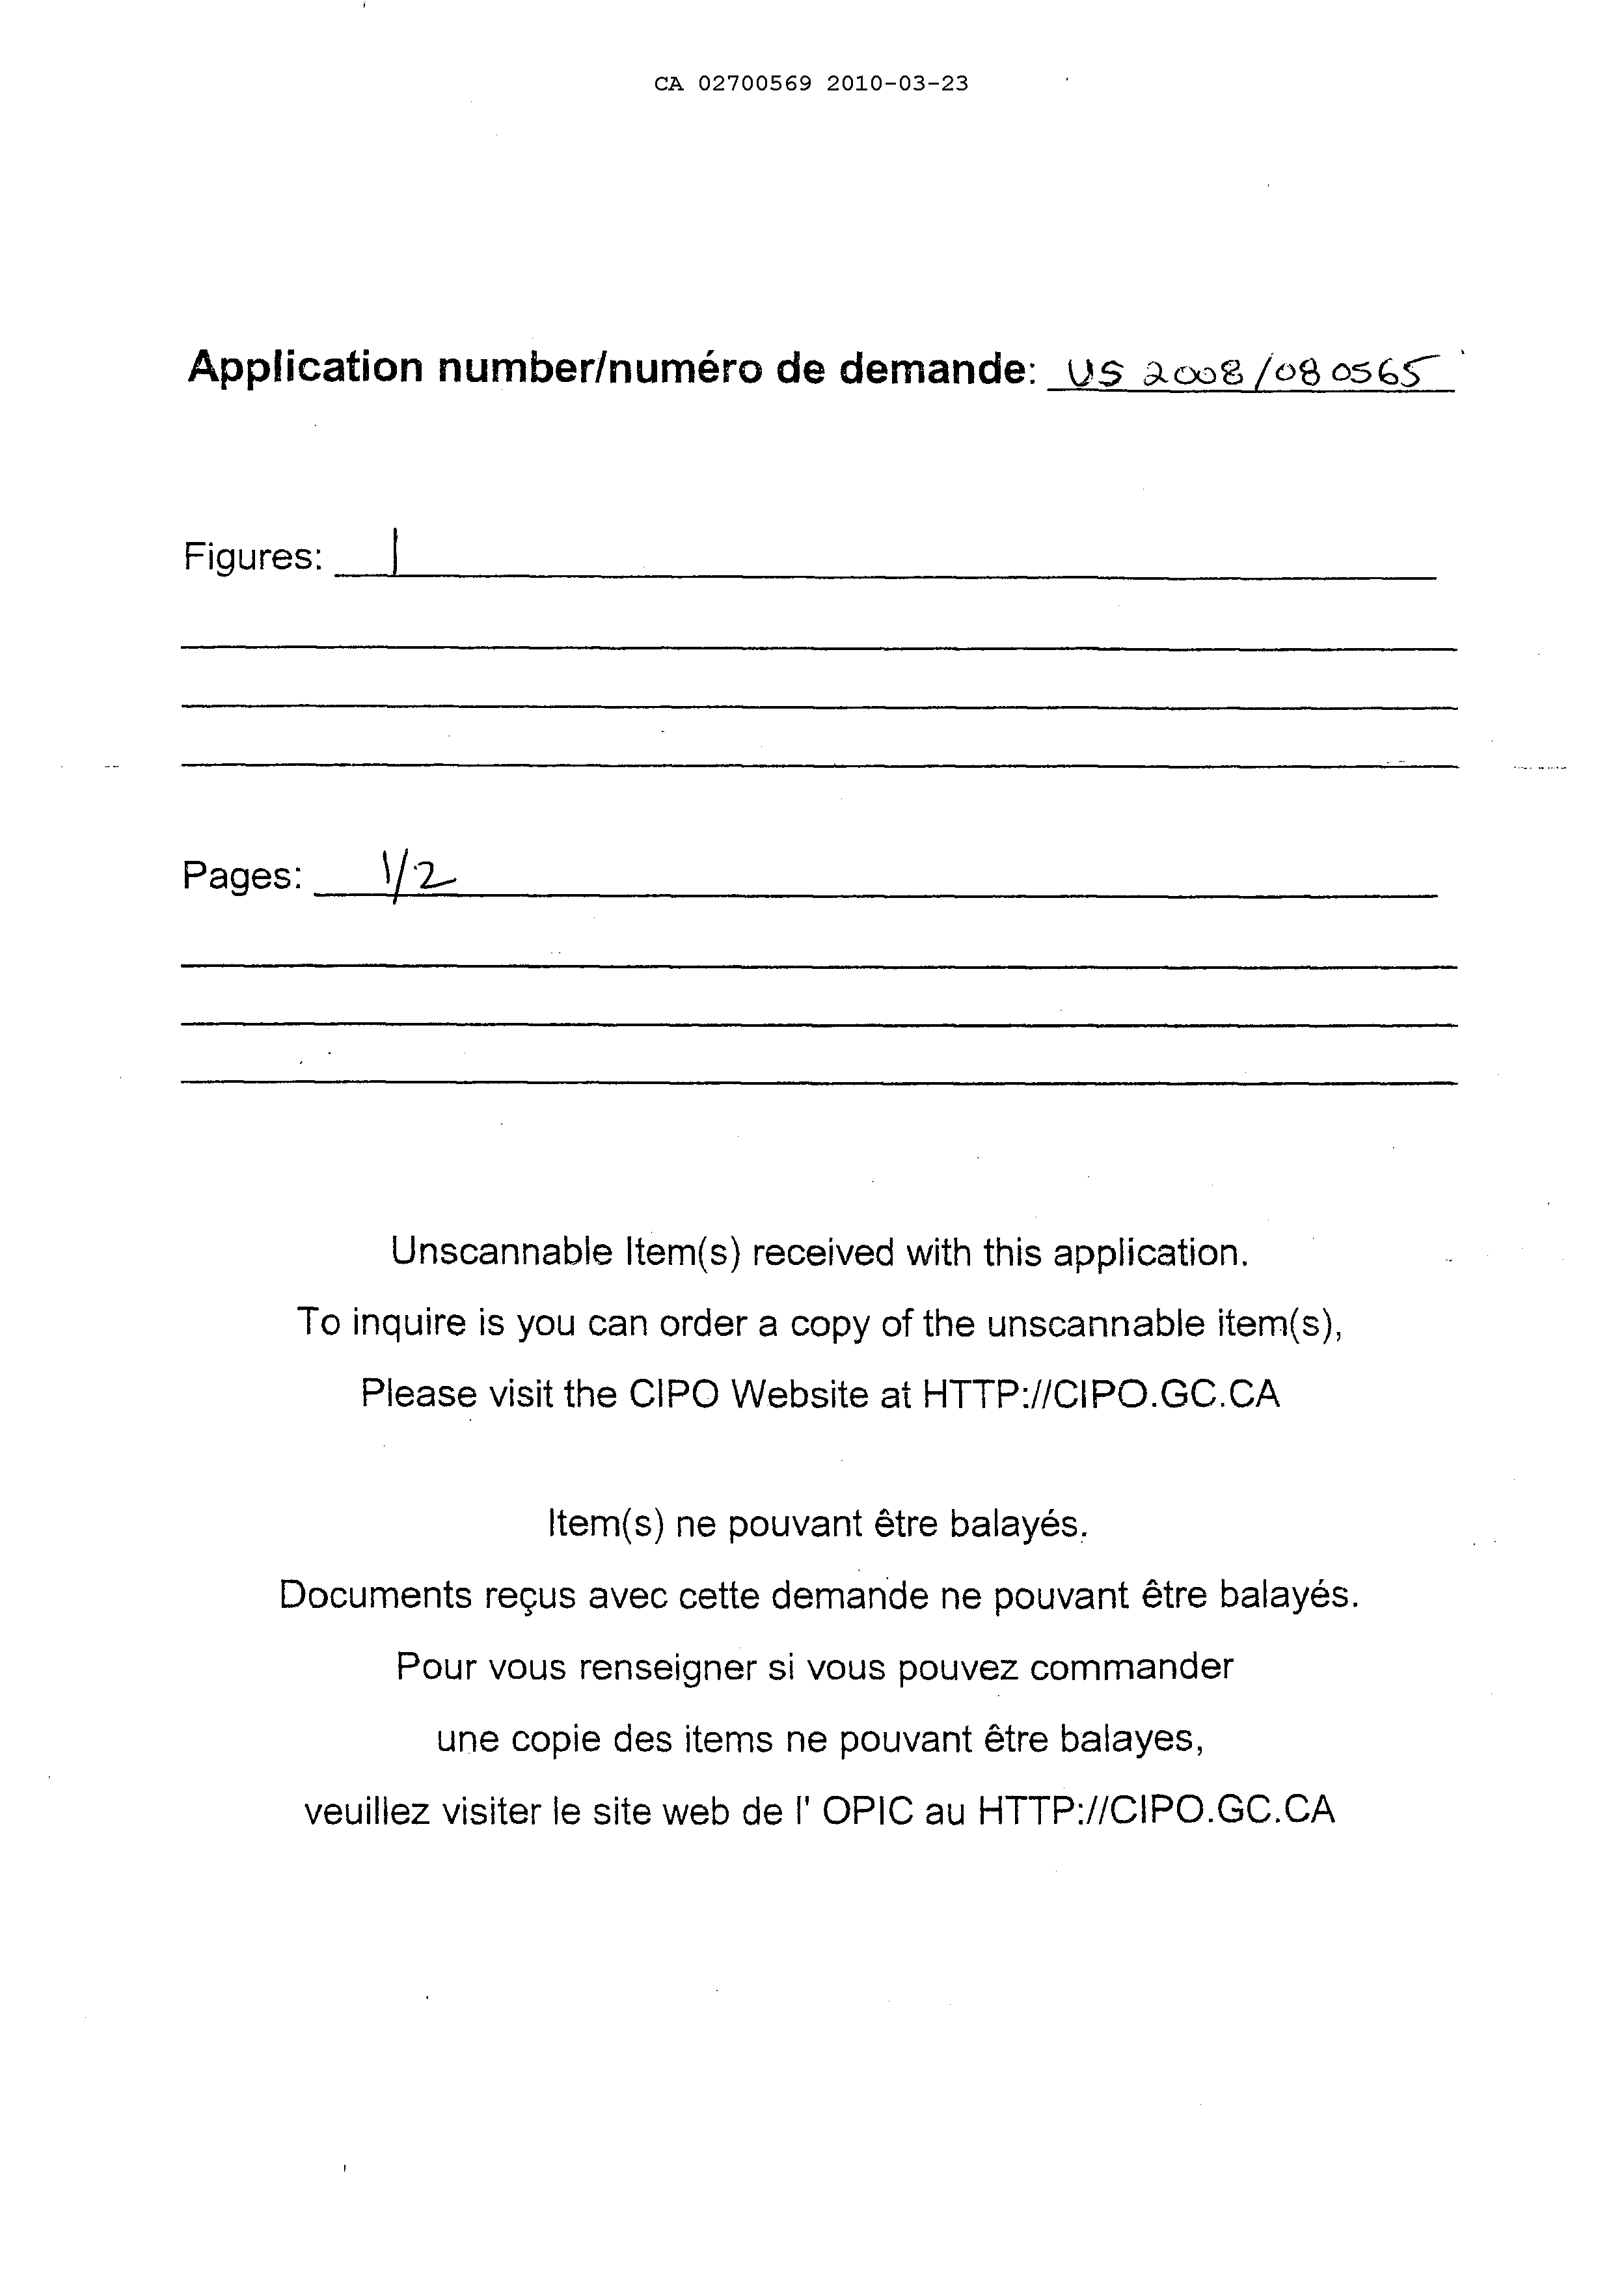 CA 02700569 2010-03-23
Application number/numéro de demande: US 2008/080565
Figures: 1
Pages: 1/2
Unscannable Item(s) received with this application.
To inquire is you can order a copy of the unscannable item(s),
Please visit the CIPO Website at HTTP://CIPO.GC.CA
Item(s) ne pouvant être balayés.
Documents reçus avec cette demande ne pouvant être balayés.
Pour vous renseigner si vous pouvez commander
une copie des items ne pouvant être balayes,
veuillez visiter le site web de l' OPIC au HTTP://CIPO.GC.CA